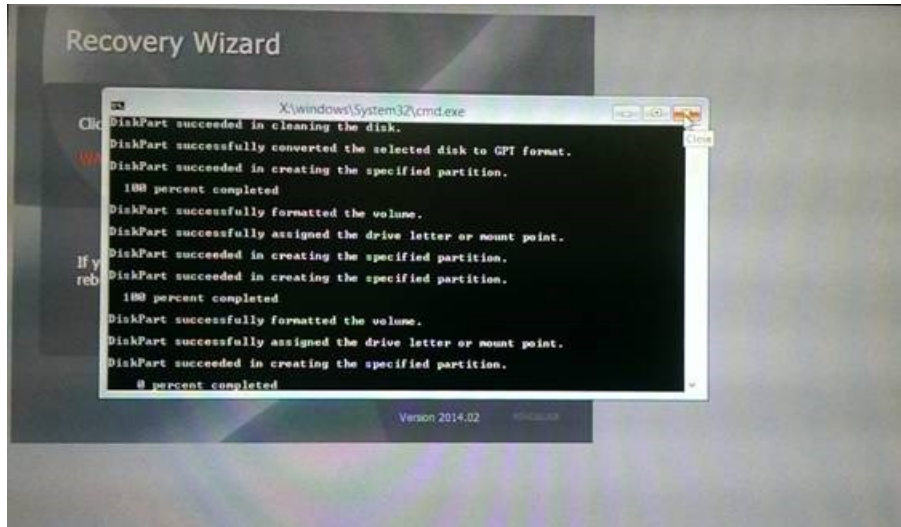 Recovery Wizard
X:\windows\System32\cmd.exe
Close
Clic
DiskPart succeeded in cleaning the disk.
DiskPart successfully converted the selected disk to GPT format.
DiskPart succeeded in creating the specified partition.
100 percent completed
DiskPart successfully formatted the volume.
DiskPart successfully assigned the drive letter or mount point.
DiskPart succeeded in creating the specified partition.
If y
DiskPart succeeded in creating the specified partition.
reb
100 percent completed
DiskPart successfully formatted the volume.
DiskPart successfully assigned the drive letter or mount point.
DiskPart succeeded in creating the specified partition.
0 percent completed
Version 2014.02